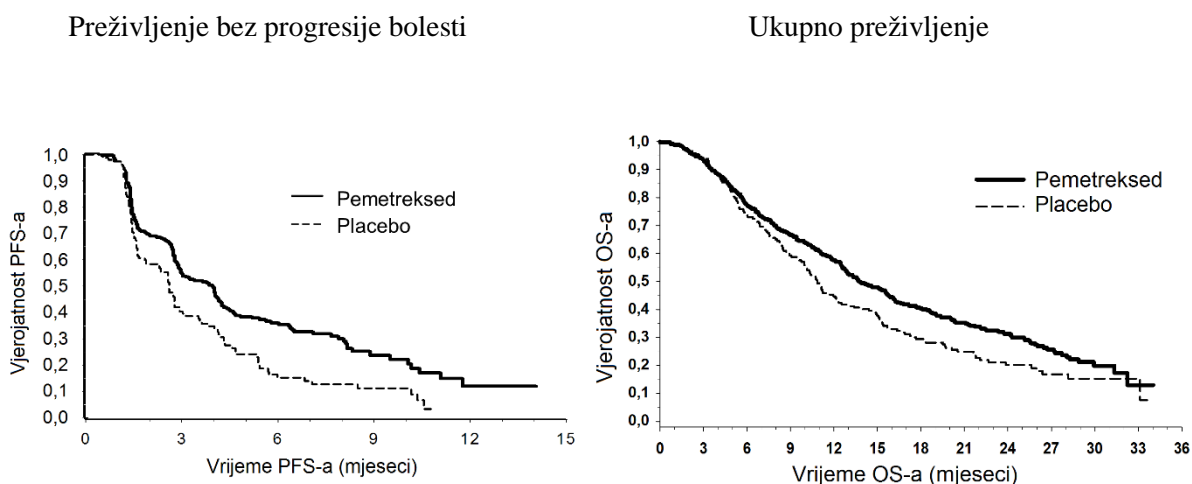 Preživljenje bez progresije bolesti
Ukupno preživljenje
Vjerojatnost PFS-a
1,0
0,9
0,8
0,7
0,6
0,5
0,4
0,3
0,2
0,1
0,0
Pemetreksed
Placebo
0 3 6 9 12 15
Vrijeme PFS-a (mjeseci)
Vjerojatnost OS-a
1,0
0,9
0,8
0,7
0,6
0,5
0,4
0,3
0,2
0,1
0,0
Pemetreksed
Placebo
0 3 6 9 12 15 18 21 24 27 30 33 36
Vrijeme OS-a (mjeseci)